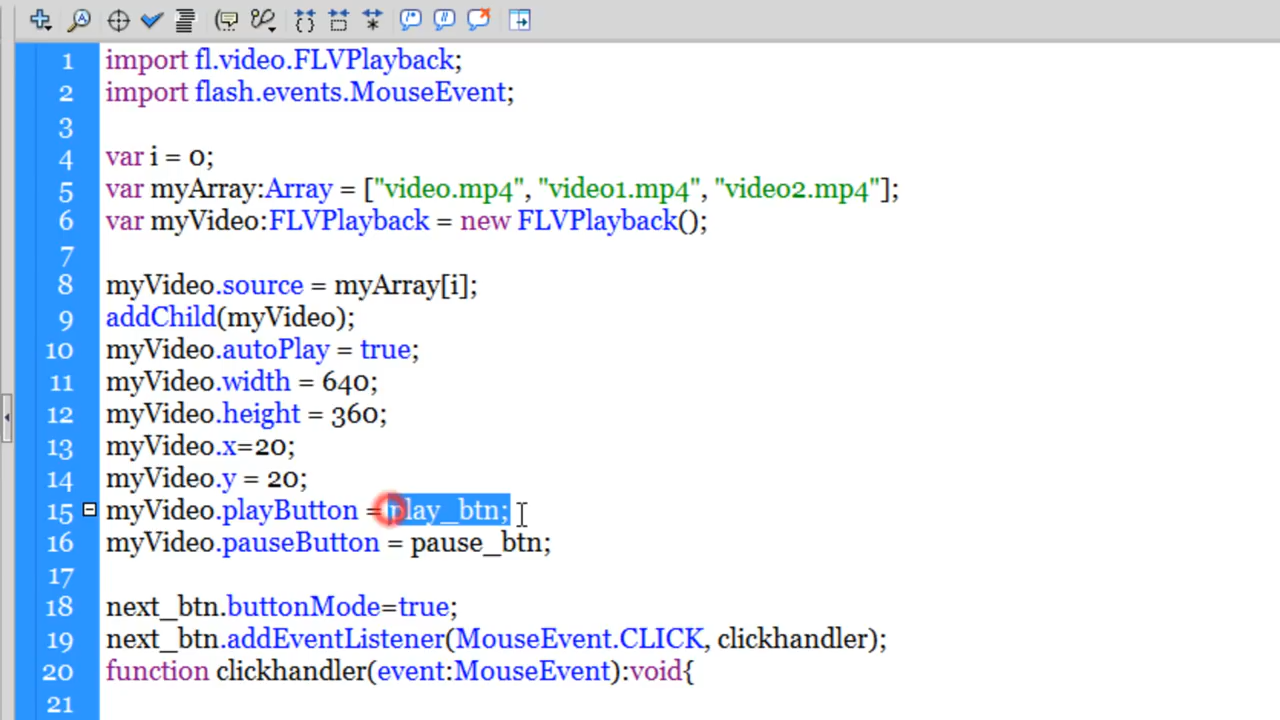 1 import fl.video.FLVPlayback;
2 import flash.events.MouseEvent;
3
4 var i = 0;
5 var myArray:Array = ["video.mp4", "video1.mp4", "video2.mp4"];
6 var myVideo:FLVPlayback = new FLVPlayback();
7
8 myVideo.source = myArray[i];
9 addChild(myVideo);
10 myVideo.autoPlay = true;
11 myVideo.width = 640;
12 myVideo.height = 360;
13 myVideo.x=20;
14 myVideo.y = 20;
15 myVideo.playButton = play_btn;
16 myVideo.pauseButton = pause_btn;
17
18 next_btn.buttonMode=true;
19 next_btn.addEventListener(MouseEvent.CLICK, clickhandler);
20 function clickhandler(event:MouseEvent):void{
21